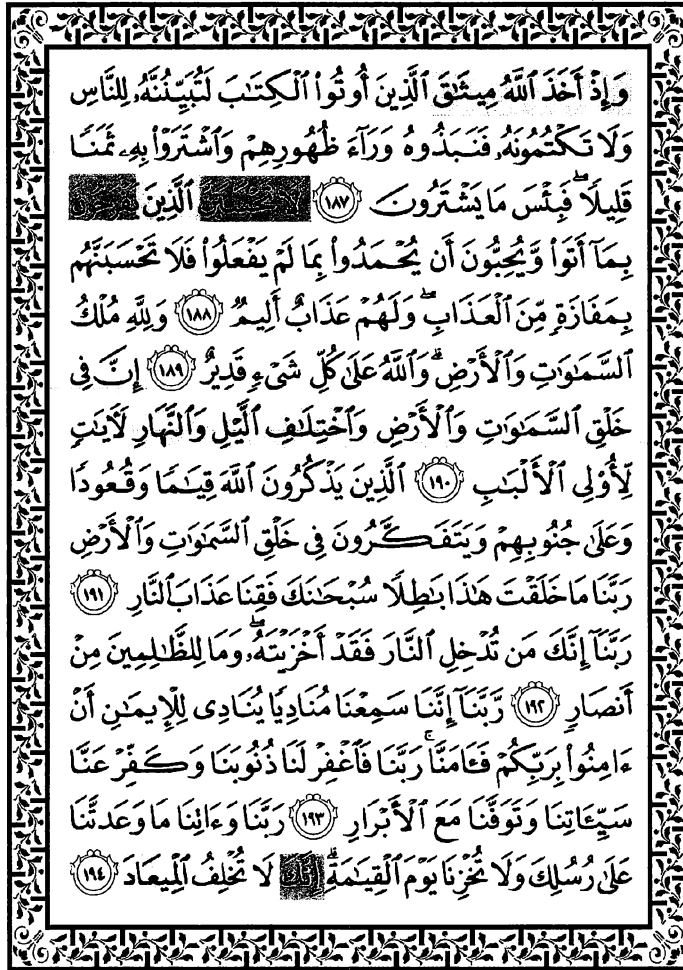 وَإِذْ أَخَذَ ٱللَّهُ مِيثَٰقَ ٱلَّذِينَ أُوتُوا۟ ٱلْكِتَٰبَ لَتُبَيِّنُنَّهُۥ لِلنَّاسِ
وَلَا تَكْتُمُونَهُۥ فَنَبَذُوهُ وَرَآءَ ظُهُورِهِمْ وَٱشْتَرَوْا۟ بِهِۦ ثَمَنًا
قَلِيلًا ۖ فَبِئْسَ مَا يَشْتَرُونَ ١٨٧ لَا تَحْسَبَنَّ ٱلَّذِينَ يَفْرَحُونَ
بِمَآ أَتَوا۟ وَّيُحِبُّونَ أَن يُحْمَدُوا۟ بِمَا لَمْ يَفْعَلُوا۟ فَلَا تَحْسَبَنَّهُم
بِمَفَازَةٍ مِّنَ ٱلْعَذَابِ ۖ وَلَهُمْ عَذَابٌ أَلِيمٌ ١٨٨ وَلِلَّهِ مُلْكُ
ٱلسَّمَٰوَٰتِ وَٱلْأَرْضِ ۗ وَٱللَّهُ عَلَىٰ كُلِّ شَىْءٍ قَدِيرٌ ١٨٩ إِنَّ فِى
خَلْقِ ٱلسَّمَٰوَٰتِ وَٱلْأَرْضِ وَٱخْتِلَٰفِ ٱلَّيْلِ وَٱلنَّهَارِ لَءَايَٰتٍ
لِّأُو۟لِى ٱلْأَلْبَٰبِ ١٩٠ ٱلَّذِينَ يَذْكُرُونَ ٱللَّهَ قِيَٰمًا وَقُعُودًا
وَعَلَىٰ جُنُوبِهِمْ وَيَتَفَكَّرُونَ فِى خَلْقِ ٱلسَّمَٰوَٰتِ وَٱلْأَرْضِ
رَبَّنَا مَا خَلَقْتَ هَٰذَا بَٰطِلًا سُبْحَٰنَكَ فَقِنَا عَذَابَ ٱلنَّارِ ١٩١
رَبَّنَآ إِنَّكَ مَن تُدْخِلِ ٱلنَّارَ فَقَدْ أَخْزَيْتَهُۥ ۖ وَمَا لِلظَّٰلِمِينَ مِنْ
أَنصَارٍ ١٩٢ رَّبَّنَآ إِنَّنَا سَمِعْنَا مُنَادِيًا يُنَادِى لِلْإِيمَٰنِ أَنْ
ءَامِنُوا۟ بِرَبِّكُمْ فَـَٔامَنَّا ۚ رَبَّنَا فَٱغْفِرْ لَنَا ذُنُوبَنَا وَكَفِّرْ عَنَّا
سَيِّـَٔاتِنَا وَتَوَفَّنَا مَعَ ٱلْأَبْرَارِ ١٩٣ رَبَّنَا وَءَاتِنَا مَا وَعَدتَّنَا
عَلَىٰ رُسُلِكَ وَلَا تُخْزِنَا يَوْمَ ٱلْقِيَٰمَةِ ۗ إِنَّكَ لَا تُخْلِفُ ٱلْمِيعَادَ ١٩٤